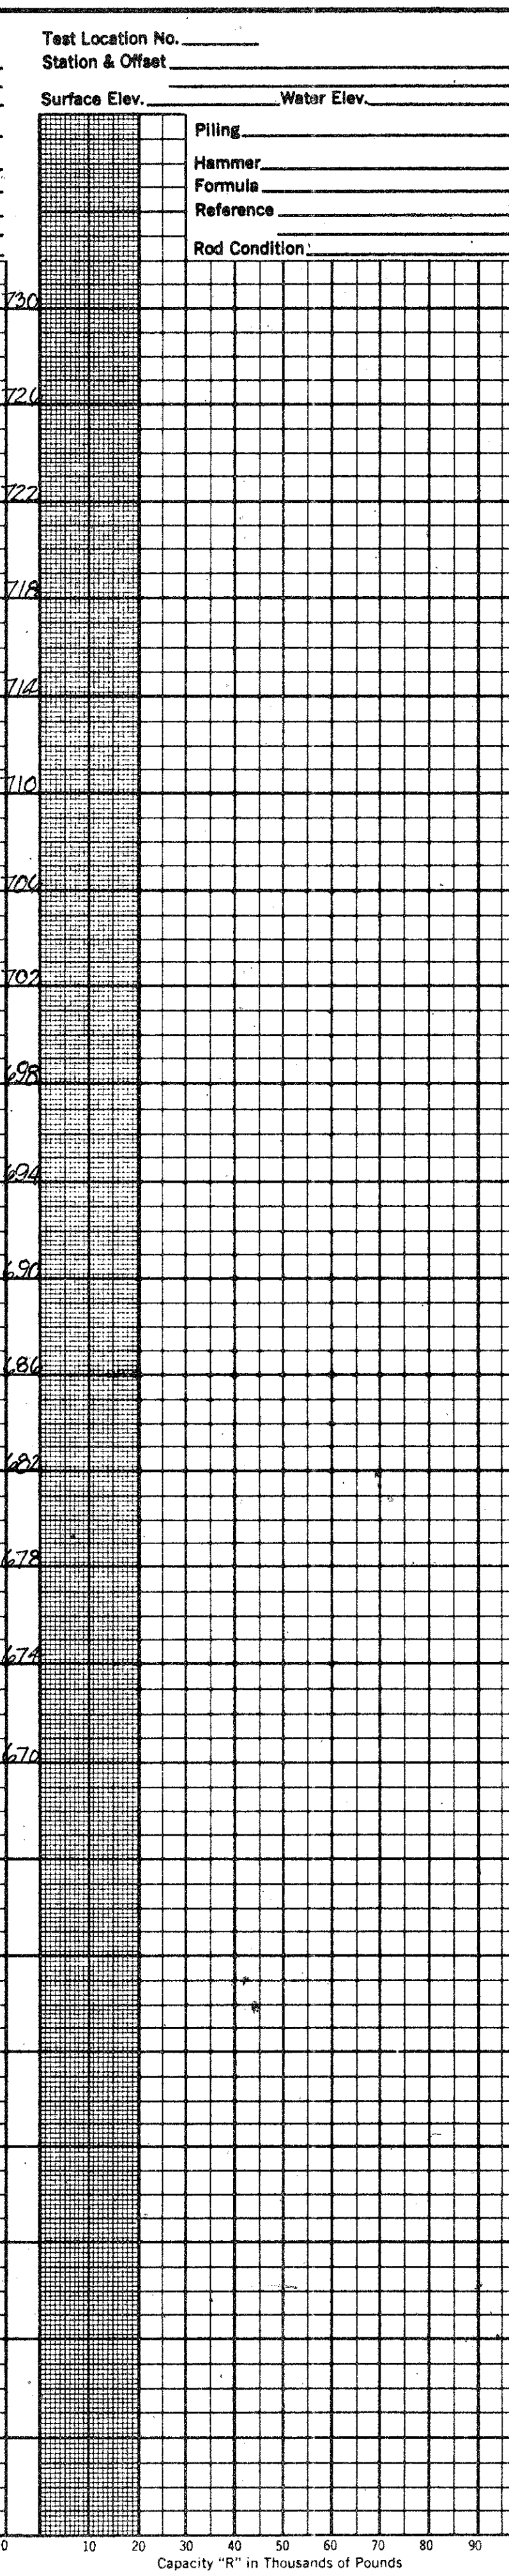 Test Location No.
Station & Offset
Surface Elev. Water Elev.
Piling
Hammer
Formula
Reference
Rod Condition
730
726
722
718
714
710
706
702
698
694
690
686
682
678
674
670
0 10 20 30 40 50 60 70 80 90
Capacity "R" in Thousands of Pounds